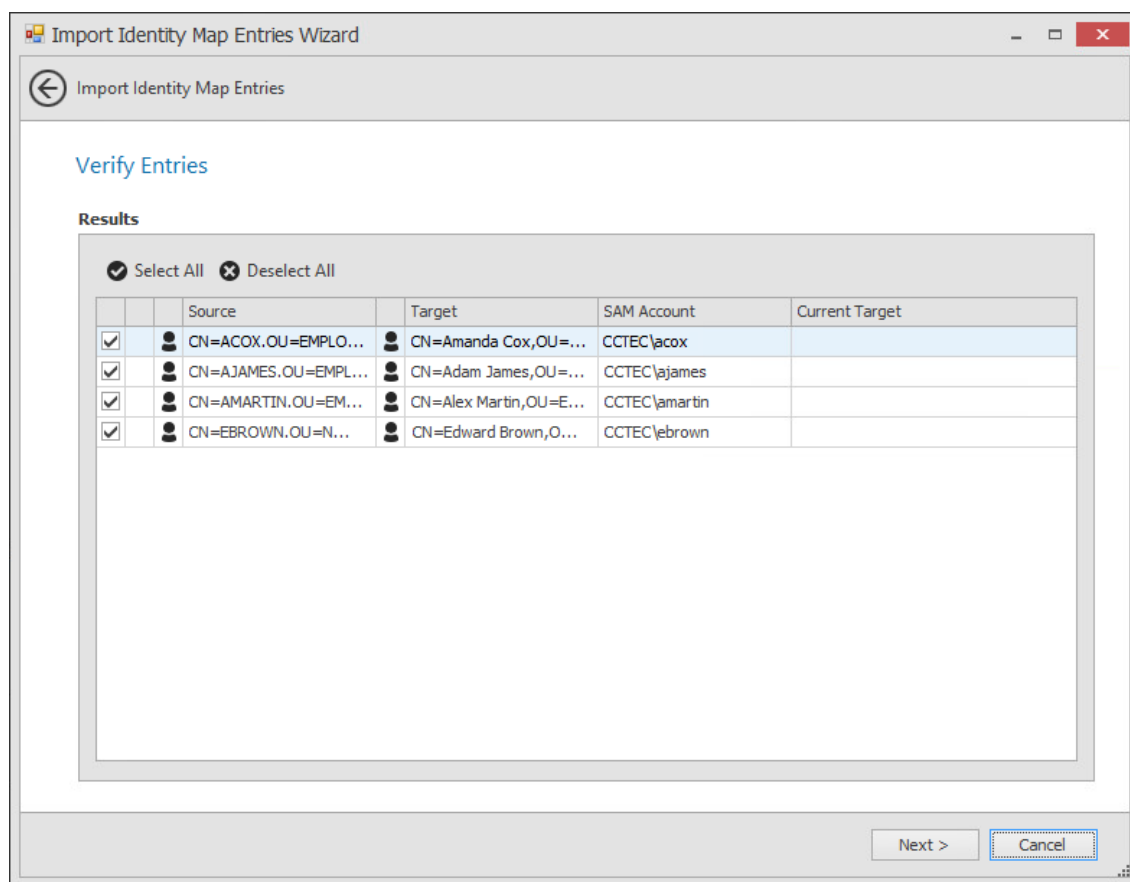 Import Identity Map Entries Wizard
Import Identity Map Entries
Verify Entries
Results
Select All Deselect All
Source Target SAM Account Current Target
CN=ACOX.OU=EMPLO... CN=Amanda Cox,OU=... CCTEC\acox
CN=AJAMES.OU=EMPL... CN=Adam James,OU=... CCTEC\ajames
CN=AMARTIN.OU=EM... CN=Alex Martin,OU=E... CCTEC\amartin
CN=EBROWN.OU=N... CN=Edward Brown,O... CCTEC\ebrown
Next > Cancel